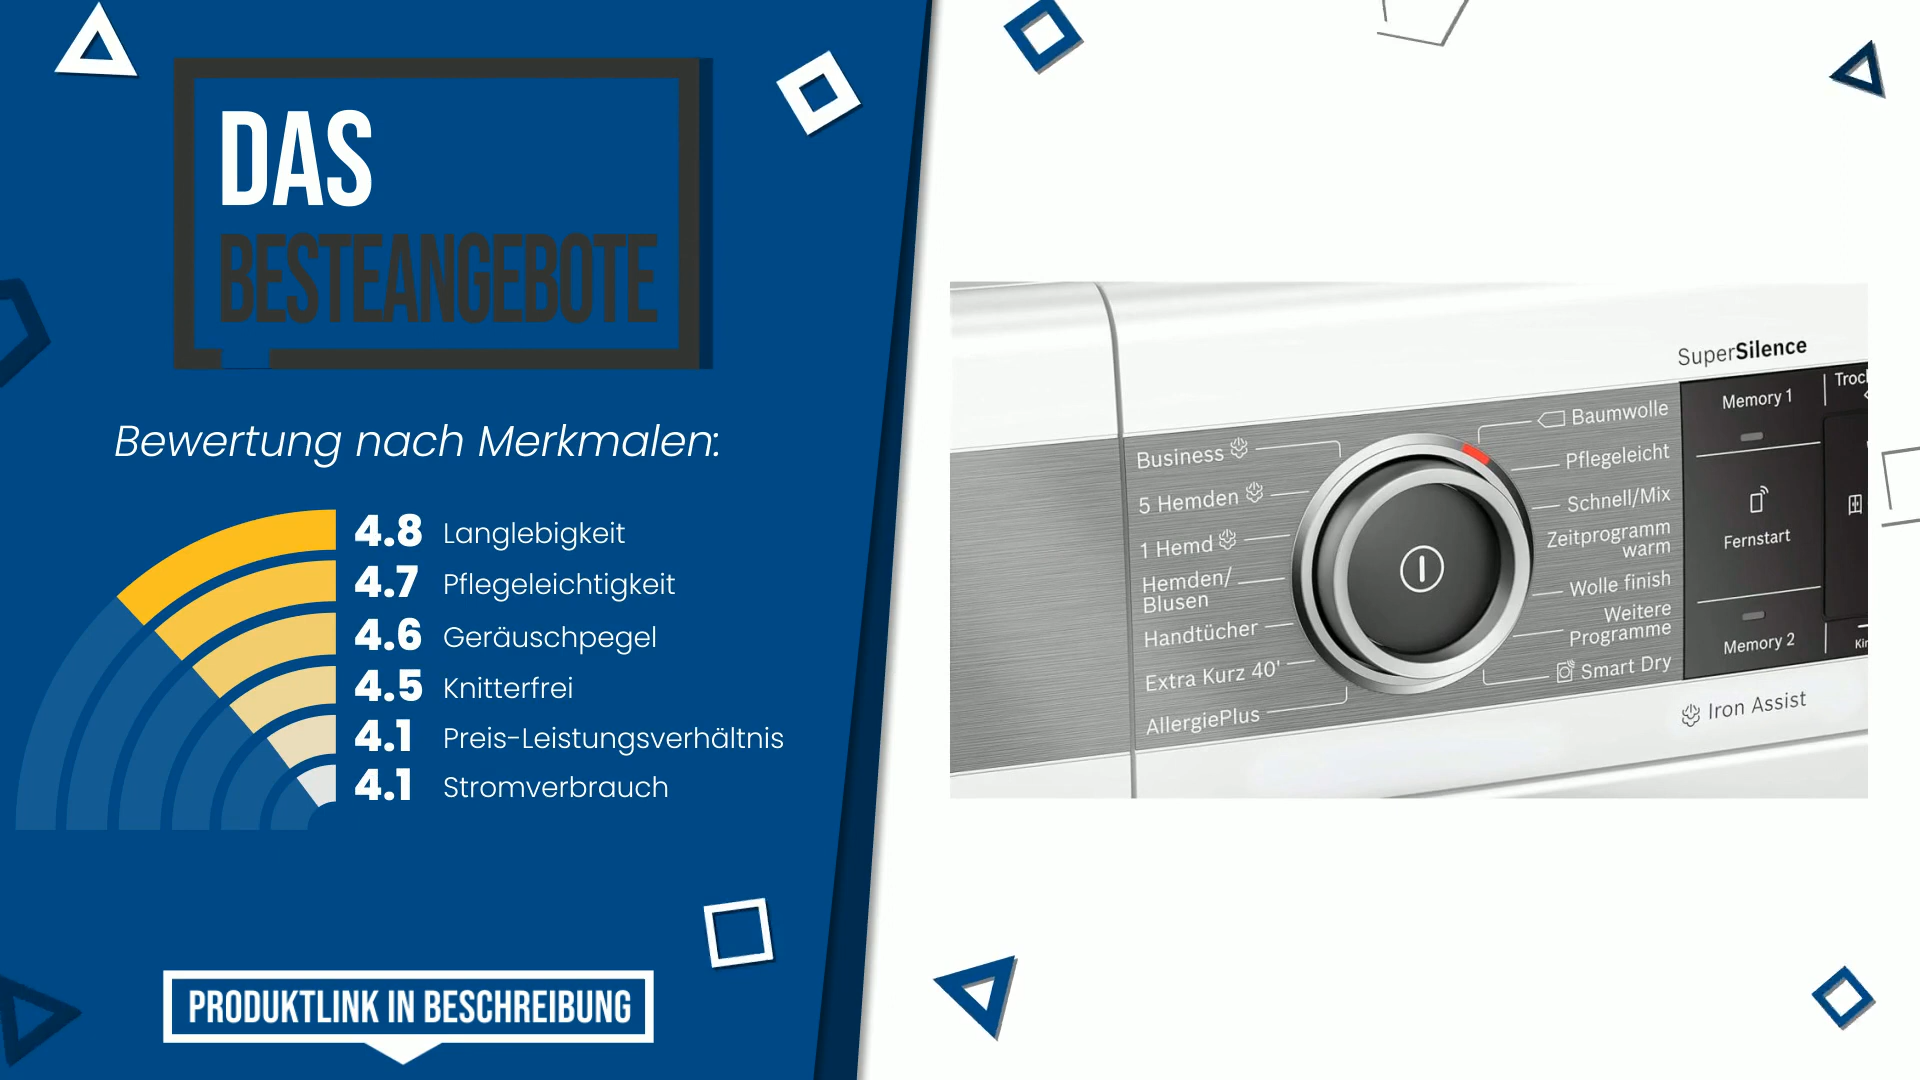 DAS
BESTEANGEBOTE
Bewertung nach Merkmalen:
4.8 Langlebigkeit
4.7 Pflegeleichtigkeit
4.6 Geräuschpegel
4.5 Knitterfrei
4.1 Preis-Leistungsverhältnis
4.1 Stromverbrauch
PRODUKTLINK IN BESCHREIBUNG
SuperSilence
Business
5 Hemden
1 Hemd
Hemden/
Blusen
Handtücher
Extra Kurz 40'
AllergiePlus
Baumwolle
Pflegeleicht
Schnell/Mix
Zeitprogramm
warm
Wolle finish
Weitere
Programme
Smart Dry
Memory 1
Fernstart
Memory 2
Iron Assist